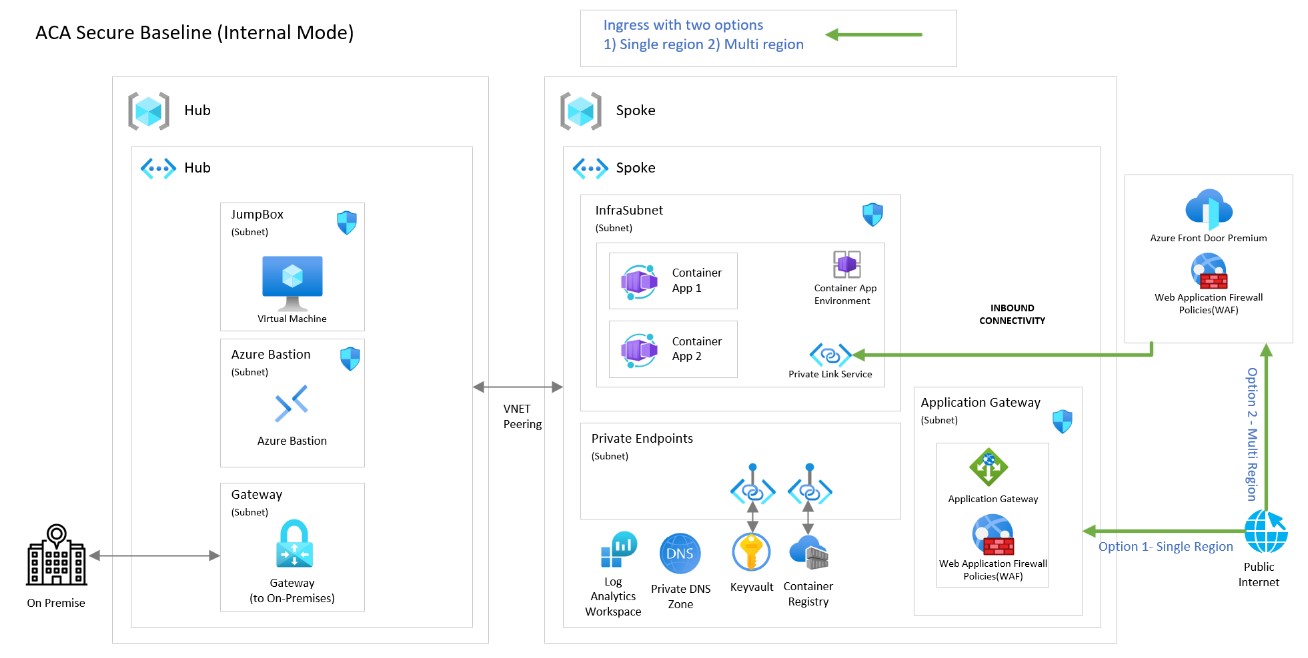 ACA Secure Baseline (Internal Mode)
Ingress with two options
1) Single region 2) Multi region
Hub
Hub
JumpBox
(Subnet)
Virtual Machine
Azure Bastion
(Subnet)
Azure Bastion
Gateway
(Subnet)
Gateway
(to On-Premises)
On Premise
VNET
Peering
Spoke
Spoke
InfraSubnet
(Subnet)
Container
App 1
Container
App 2
Container App
Environment
Private Link Service
INBOUND
CONNECTIVITY
Private Endpoints
(Subnet)
Log
Analytics
Workspace
DNS
Private DNS
Zone
Keyvault
Container
Registry
Application Gateway
(Subnet)
Application Gateway
Web Application Firewall
Policies(WAF)
Azure Front Door Premium
Web Application Firewall
Policies(WAF)
Option 2 - Multi Region
Option 1- Single Region
Public
Internet